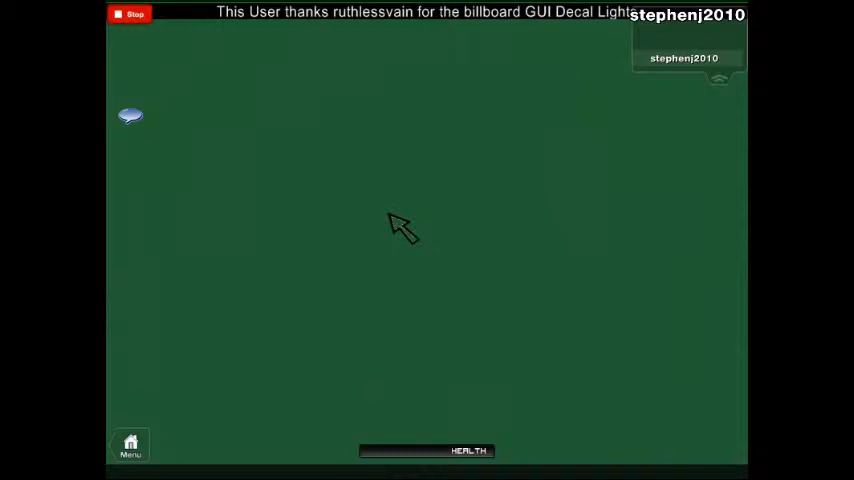 This User thanks ruthlessvain for the billboard GUI Decal Lights
stephenj2010
Stop
stephenj2010
Menu
HEALTH